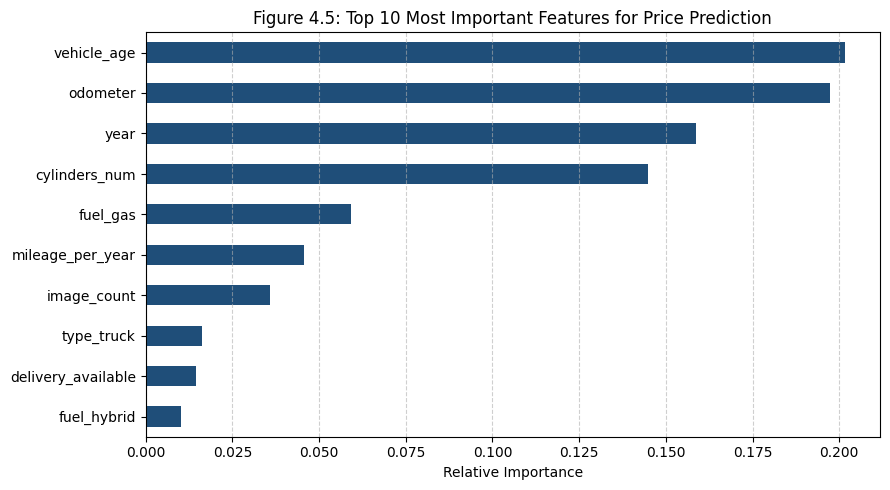 Figure 4.5: Top 10 Most Important Features for Price Prediction
vehicle_age
odometer
year
cylinders_num
fuel_gas
mileage_per_year
image_count
type_truck
delivery_available
fuel_hybrid
0.000 0.025 0.050 0.075 0.100 0.125 0.150 0.175 0.200
Relative Importance